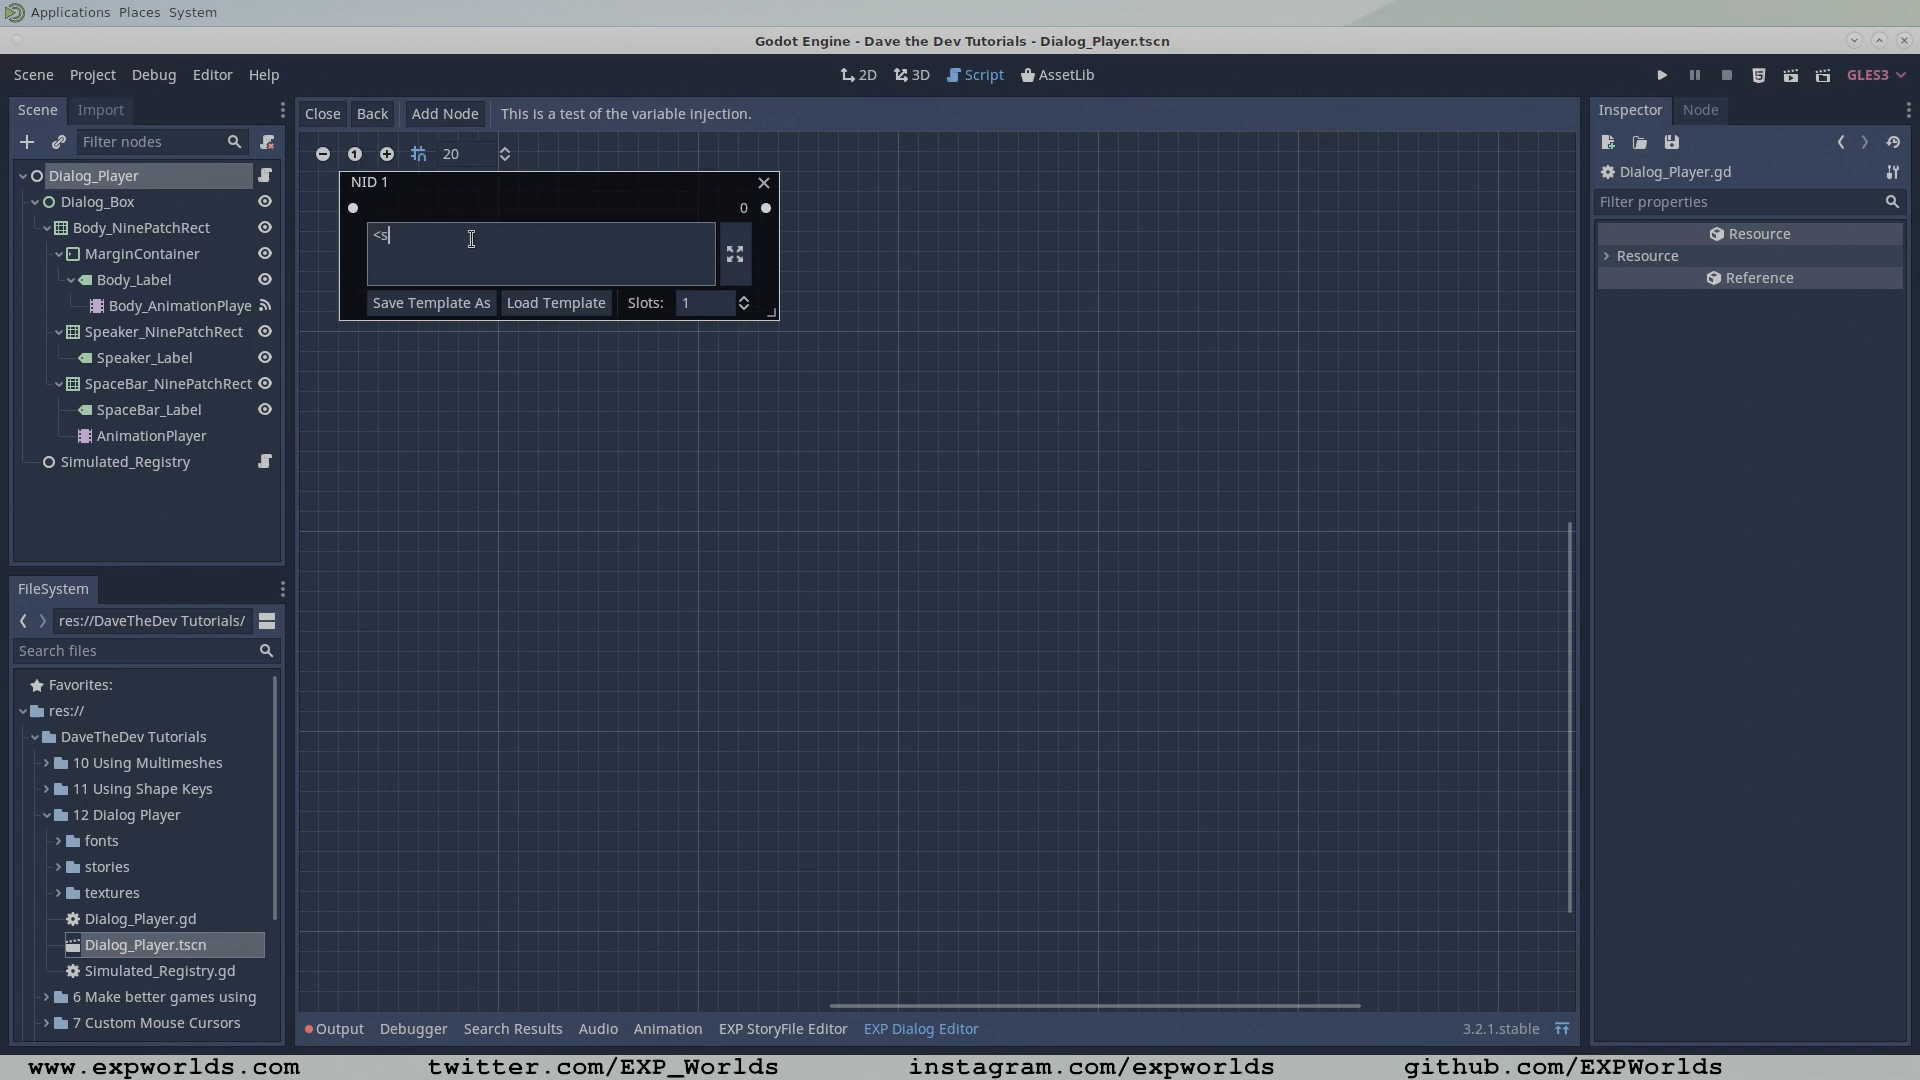 Applications Places System
Godot Engine - Dave the Dev Tutorials - Dialog_Player.tscn
Scene Project Debug Editor Help
2D 3D Script AssetLib
GLES3
Scene Import
Filter nodes
Dialog_Player
Dialog_Box
Body_NinePatchRect
MarginContainer
Body_Label
Body_AnimationPlaye
Speaker_NinePatchRect
Speaker_Label
SpaceBar_NinePatchRect
SpaceBar_Label
AnimationPlayer
Simulated_Registry
FileSystem
res://DaveTheDev Tutorials/
Search files
Favorites:
res://
DaveTheDev Tutorials
10 Using Multimeshes
11 Using Shape Keys
12 Dialog Player
fonts
stories
textures
Dialog_Player.gd
Dialog_Player.tscn
Simulated_Registry.gd
6 Make better games using
7 Custom Mouse Cursors
Close Back Add Node This is a test of the variable injection.
1 20
NID 1
0
<s
Save Template As Load Template Slots: 1
Output Debugger Search Results Audio Animation EXP StoryFile Editor EXP Dialog Editor 3.2.1.stable
Inspector Node
Dialog_Player.gd
Filter properties
Resource
Resource
Reference
www.expworlds.com twitter.com/EXP_Worlds instagram.com/expworlds github.com/EXPWorlds